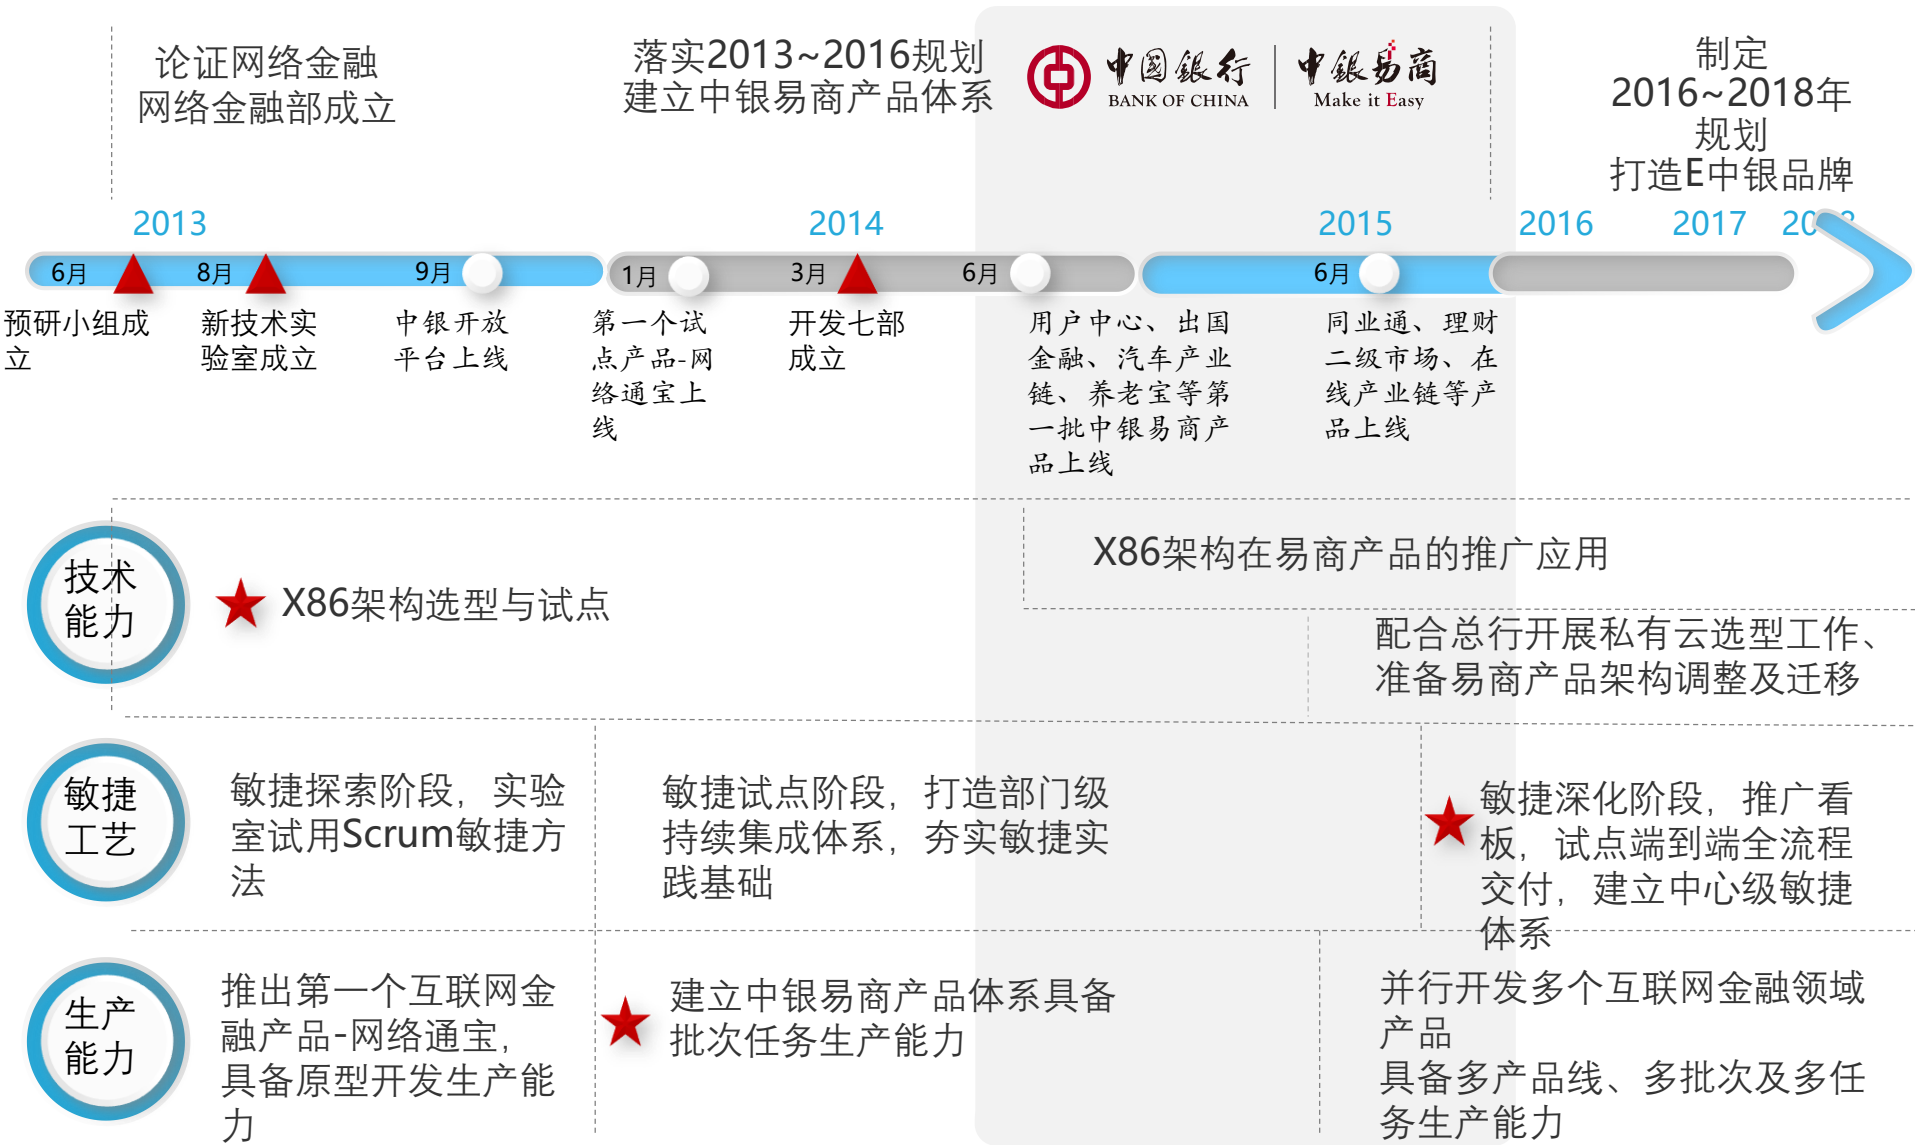 论证网络金融
网络金融部成立
落实2013~2016规划
建立中银易商产品体系
中國銀行
BANK OF CHINA
中銀易商
Make it Easy
制定
2016~2018年
规划
打造E中银品牌
2013
2014
2015
2016
2017
6月
8月
9月
1月
3月
6月
6月
预研小组成
立
新技术实
验室成立
中银开放
平台上线
第一个试
点产品-网
络通宝上
线
开发七部
成立
用户中心、出国
金融、汽车产业
链、养老宝等第
一批中银易商产
品上线
同业通、理财
二级市场、在
线产业链等产
品上线
技术
能力
X86架构选型与试点
X86架构在易商产品的推广应用
配合总行开展私有云选型工作、
准备易商产品架构调整及迁移
敏捷
工艺
敏捷探索阶段，实验
室试用Scrum敏捷方
法
敏捷试点阶段，打造部门级
持续集成体系，夯实敏捷实
践基础
敏捷深化阶段，推广看
板，试点端到端全流程
交付，建立中心级敏捷
体系
生产
能力
推出第一个互联网金
融产品-网络通宝，
具备原型开发生产能
力
建立中银易商产品体系具备
批次任务生产能力
并行开发多个互联网金融领域
产品
具备多产品线、多批次及多任
务生产能力